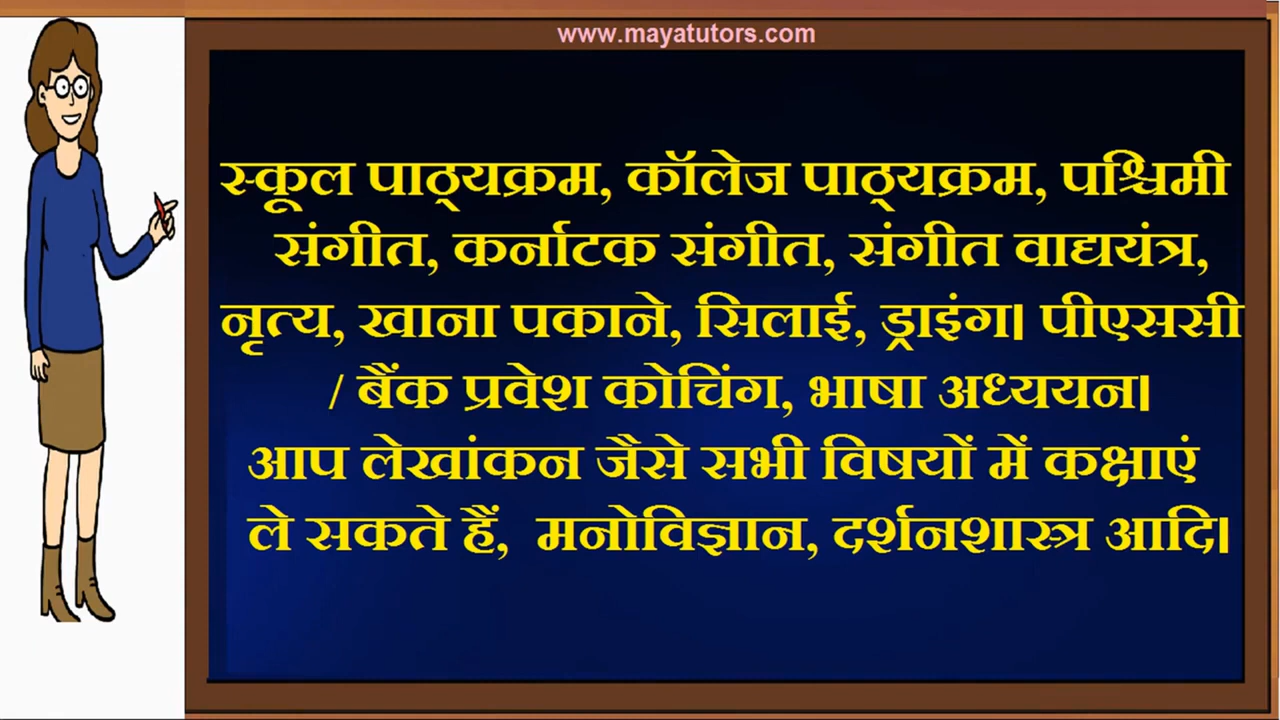 www.mayatutors.com
स्कूल पाठ्यक्रम, कॉलेज पाठ्यक्रम, पश्चिमी
संगीत, कर्नाटक संगीत, संगीत वाद्ययंत्र,
नृत्य, खाना पकाने, सिलाई, ड्राइंग। पीएससी
/ बैंक प्रवेश कोचिंग, भाषा अध्ययन।
आप लेखांकन जैसे सभी विषयों में कक्षाएं
ले सकते हैं, मनोविज्ञान, दर्शनशास्त्र आदि।